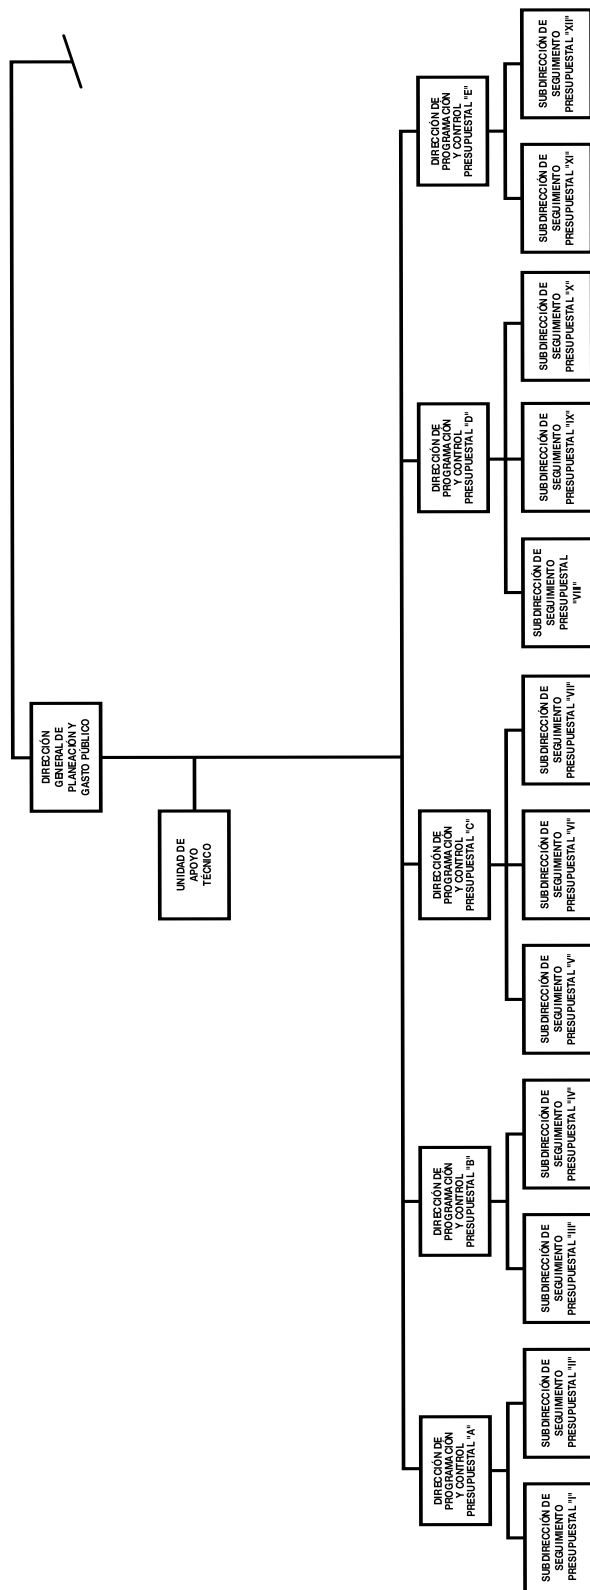 DIRECCIÓN
GENERAL DE
PLANEACIÓN Y
GASTO PÚBLICO
UNIDAD DE
APOYO
TÉCNICO
DIRECCIÓN DE
PROGRAMACIÓN
Y CONTROL
PRESUPUESTAL "A"
DIRECCIÓN DE
PROGRAMACIÓN
Y CONTROL
PRESUPUESTAL "B"
DIRECCIÓN DE
PROGRAMACIÓN
Y CONTROL
PRESUPUESTAL "C"
DIRECCIÓN DE
PROGRAMACIÓN
Y CONTROL
PRESUPUESTAL "D"
DIRECCIÓN DE
PROGRAMACIÓN
Y CONTROL
PRESUPUESTAL "E"
SUBDIRECCIÓN DE
SEGUIMIENTO
PRESUPUESTAL "I"
SUBDIRECCIÓN DE
SEGUIMIENTO
PRESUPUESTAL "II"
SUBDIRECCIÓN DE
SEGUIMIENTO
PRESUPUESTAL "III"
SUBDIRECCIÓN DE
SEGUIMIENTO
PRESUPUESTAL "IV"
SUBDIRECCIÓN DE
SEGUIMIENTO
PRESUPUESTAL "V"
SUBDIRECCIÓN DE
SEGUIMIENTO
PRESUPUESTAL "VI"
SUBDIRECCIÓN DE
SEGUIMIENTO
PRESUPUESTAL "VII"
SUBDIRECCIÓN DE
SEGUIMIENTO
PRESUPUESTAL
"VIII"
SUBDIRECCIÓN DE
SEGUIMIENTO
PRESUPUESTAL "IX"
SUBDIRECCIÓN DE
SEGUIMIENTO
PRESUPUESTAL "X"
SUBDIRECCIÓN DE
SEGUIMIENTO
PRESUPUESTAL "XI"
SUBDIRECCIÓN DE
SEGUIMIENTO
PRESUPUESTAL "XII"